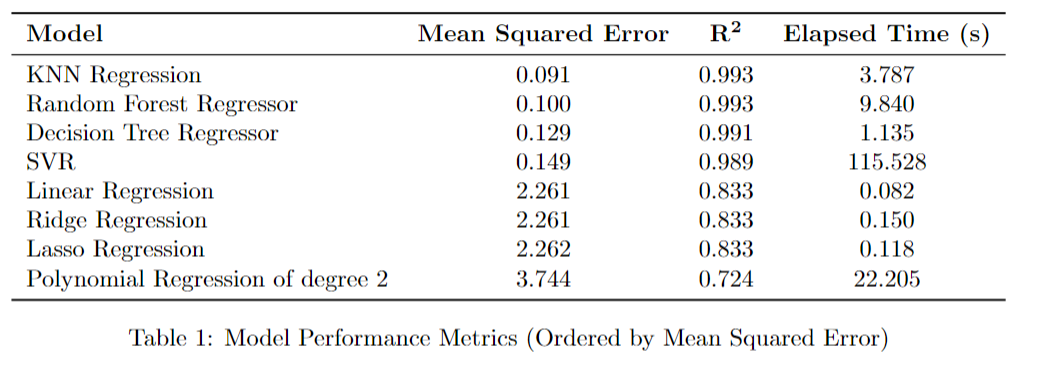 Model Mean Squared Error R² Elapsed Time (s)
KNN Regression 0.091 0.993 3.787
Random Forest Regressor 0.100 0.993 9.840
Decision Tree Regressor 0.129 0.991 1.135
SVR 0.149 0.989 115.528
Linear Regression 2.261 0.833 0.082
Ridge Regression 2.261 0.833 0.150
Lasso Regression 2.262 0.833 0.118
Polynomial Regression of degree 2 3.744 0.724 22.205
Table 1: Model Performance Metrics (Ordered by Mean Squared Error)